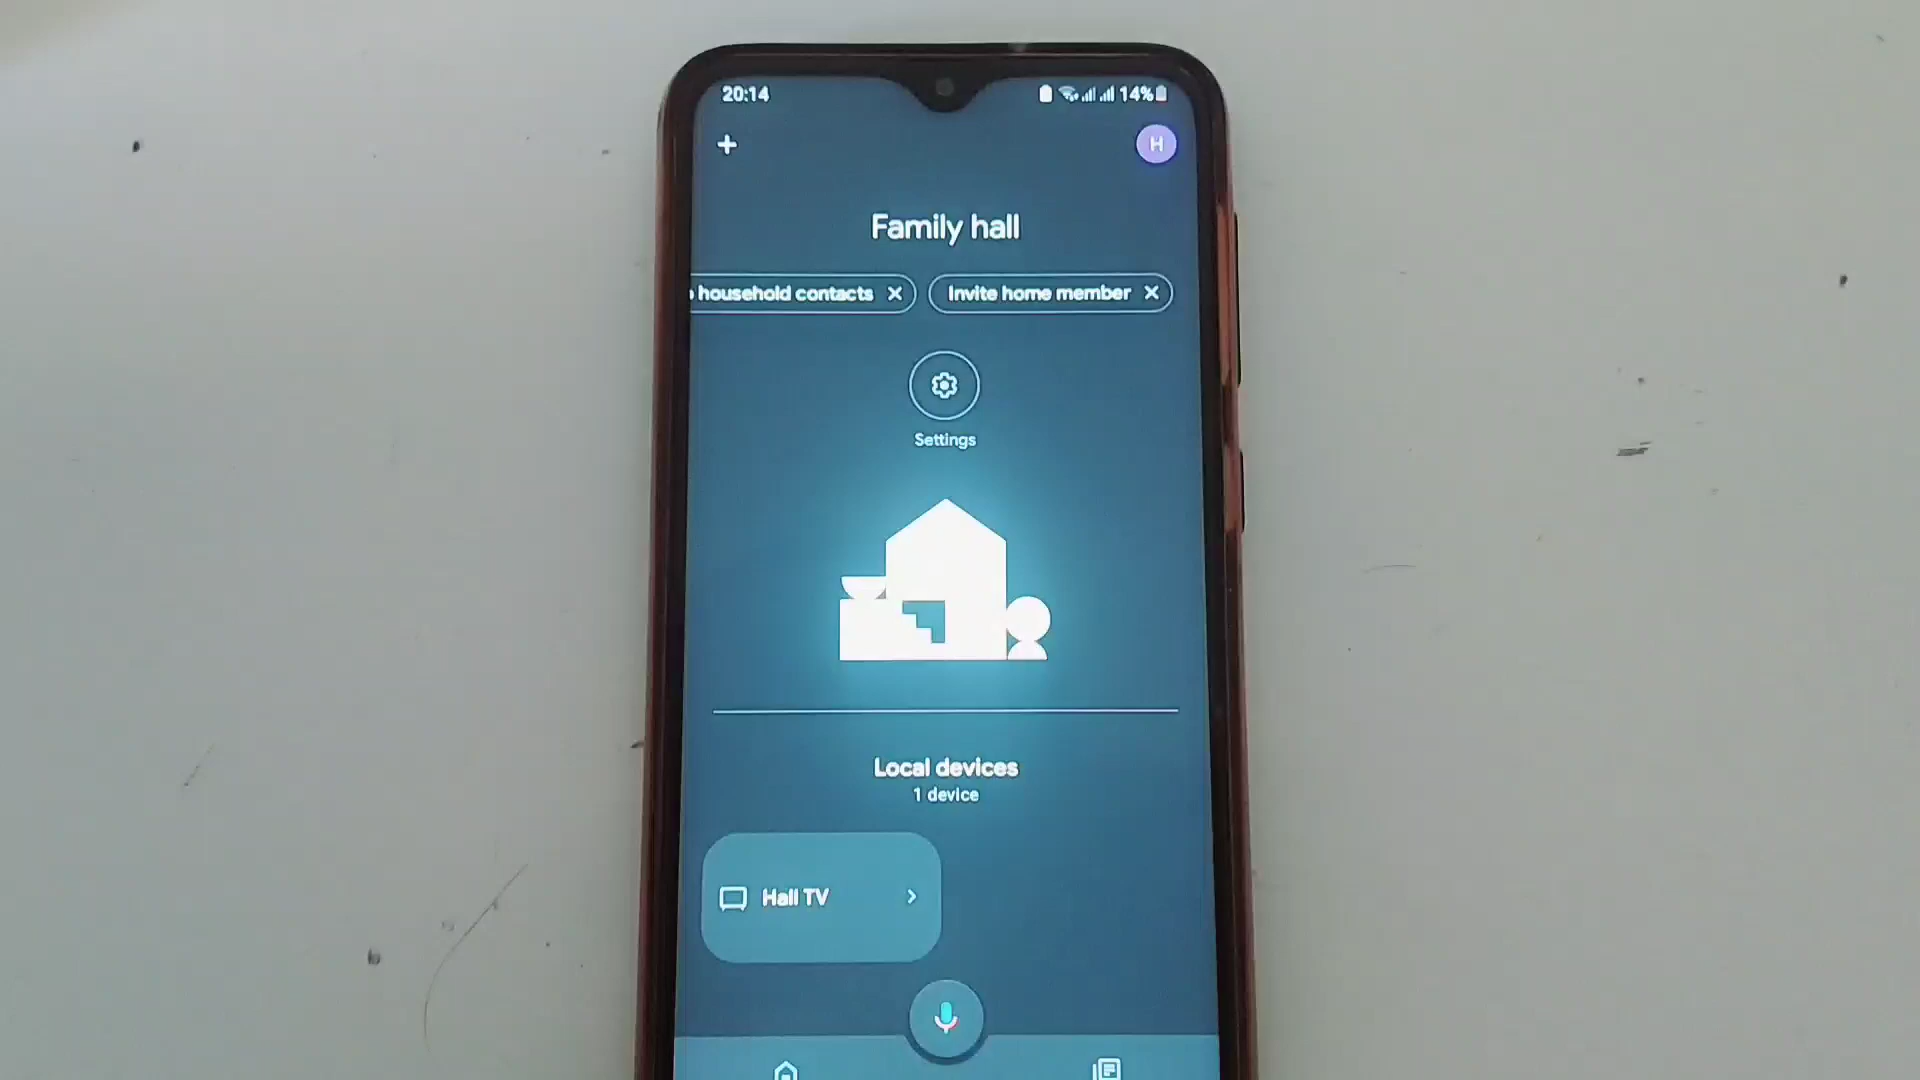 20:14
14%
H
Family hall
household contacts
Invite home member
Settings
Local devices
1 device
Hall TV